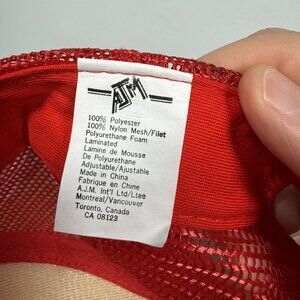 AJM
100% Polyester
100% Nylon Mesh/Filet
Polyurethane Foam
Laminated
Lamine de Mousse
De Polyurethane
Adjustable/Ajustable
Made in China
Fabrique en Chine
A.J.M. Int'l Ltd/Ltee
Montreal/Vancouver
Toronto, Canada
CA 08123